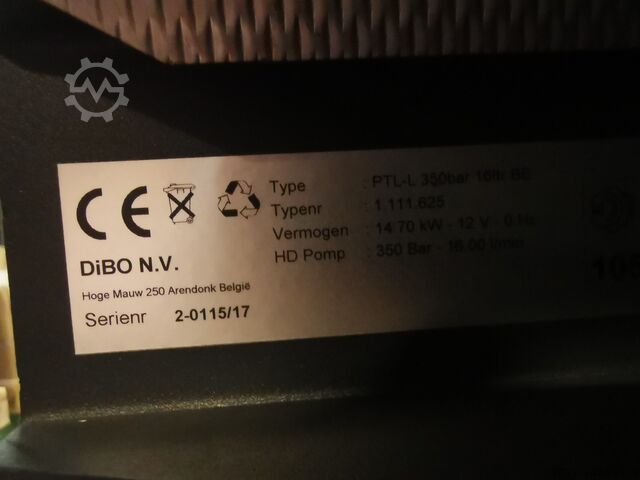 CE
DiBO N.V.
Hoge Mauw 250 Arendonk België
Serienr 2-0115/17
Type : PTL-L 350bar 16ltr BE
Typenr : 1.111.625
Vermogen : 14.70 kW - 12 V - 0 Hz
HD Pomp : 350 Bar - 16.00 l/min